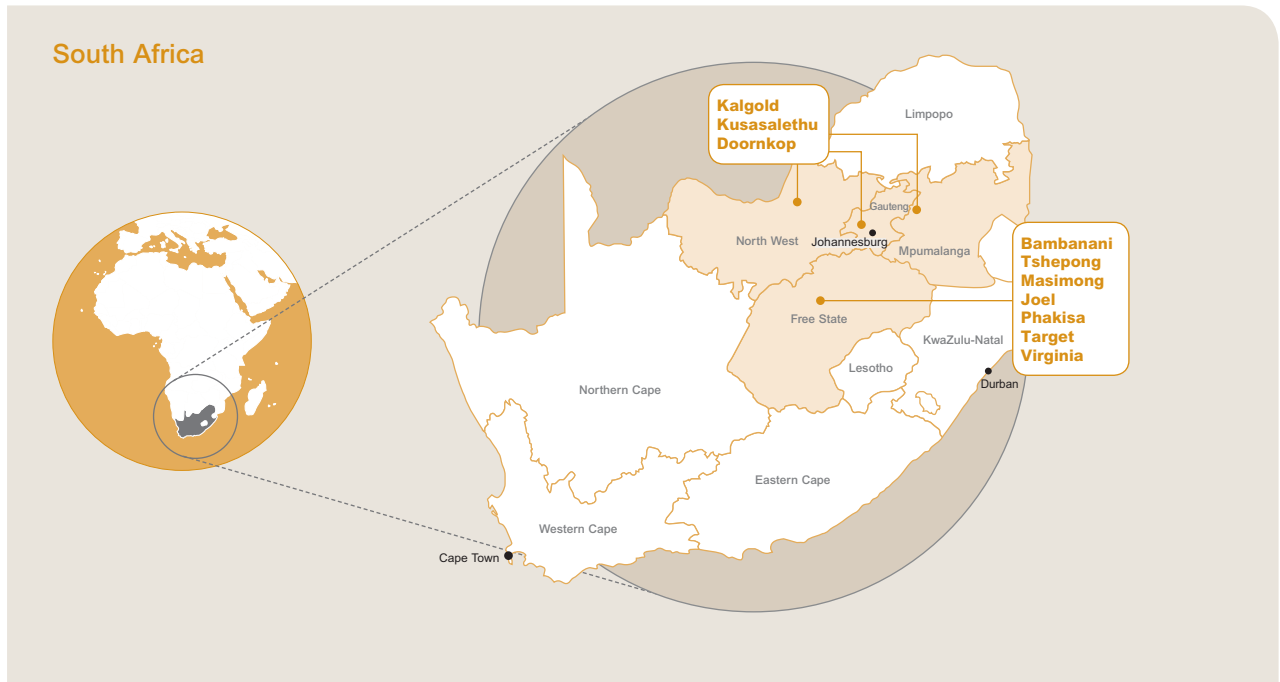 South Africa
Kalgold
Kusasalethu
Doornkop
Limpopo
Gauteng
North West
Johannesburg
Mpumalanga
Bambanani
Tshepong
Masimong
Joel
Phakisa
Target
Virginia
Free State
KwaZulu-Natal
Lesotho
Durban
Northern Cape
Eastern Cape
Western Cape
Cape Town